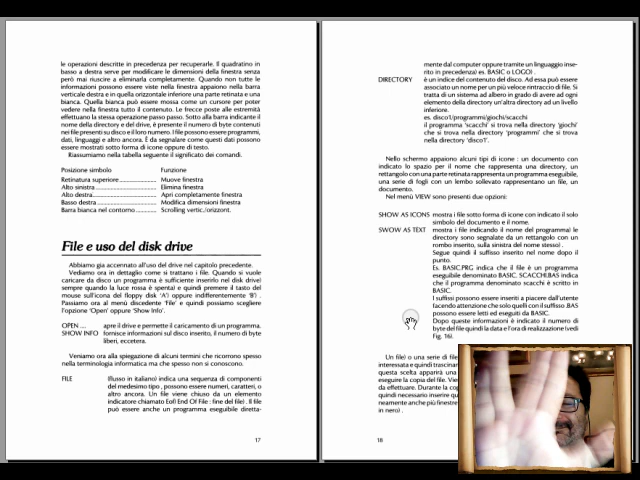 le operazioni descritte in precedenza per recuperarle. Il quadratino in
basso a destra serve per modificare le dimensioni della finestra senza
però mai riuscire a eliminarla completamente. Quando non tutte le
informazioni possono essere viste nella finestra appaiono nella barra
verticale destra e in quella orizzontale inferiore una parte retinata e una
bianca. Quella bianca può essere mossa come un cursore per poter
vedere nella finestra tutto il contenuto. Le frecce poste alle estremità
effettuano la stessa operazione passo passo. Sotto alla barra indicante il
nome della directory e del drive, è presente il numero di byte contenuti
nei file presenti su disco e il loro numero. I file possono essere programmi,
dati, linguaggi e altro ancora. È da segnalare come questi dati possono
essere mostrati sotto forma di icone oppure di testo.
Riassumiamo nella tabella seguente il significato dei comandi.
Posizione simbolo Funzione
Retinatura superiore Muove finestra
Alto sinistra Elimina finestra
Alto destra Apri completamente finestra
Basso destra Modifica dimensioni finestra
Barra bianca nel contorno Scrolling vertic./orizzont.
File e uso del disk drive
Abbiamo gia accennato all'uso del drive nel capitolo precedente.
Vediamo ora in dettaglio come si trattano i file. Quando si vuole
caricare da disco un programma è sufficiente inserirlo nel disk drive(
sempre quando la luce rossa è spenta) e quindi premere il tasto del
mouse sull'icona del floppy disk 'A') oppure indifferentemente 'B') .
Passiamo ora al menù discendente 'File' e quindi possiamo scegliere
l'opzione 'Open' oppure 'Show Info'.
OPEN ... apre il drive e permette il caricamento di un programma.
SHOW INFO fornisce informazioni sul disco inserito, il numero di byte
liberi, eccetera.
Veniamo ora alla spiegazione di alcuni termini che ricorrono spesso
nella terminologia informatica ma che spesso non si conoscono.
FILE (flusso in italiano) indica una sequenza di componenti
del medesimo tipo , possono essere numeri, caratteri, o
altro ancora. Un file viene chiuso da un elemento
indicatore chiamato Eof( End Of File : fine del file) . Il file
può essere anche un programma eseguibile diretta-
17
mente dal computer oppure tramite un linguaggio inse-
rito in precedenza) es. BASIC o LOGO) .
DIRECTORY è un indice del contenuto del disco. Ad essa può essere
associato un nome per un più veloce rintraccio di file. Si
tratta di un sistema ad albero in grado di avere ad ogni
elemento della directory un'altra directory ad un livello
inferiore.
es. disco1/programmi/giochi/scacchi
il programma 'scacchi' si trova nella directory 'giochi'
che si trova nella directory 'programmi' che si trova
nella directory 'disco1'.
Nello schermo appaiono alcuni tipi di icone : un documento con
indicato lo spazio per il nome che rappresenta una directory, un
rettangolo con una parte retinata rappresenta un programma eseguibile,
una serie di fogli con un lembo sollevato rappresentano un file, un
documento.
Nel menù VIEW sono presenti due opzioni:
SHOW AS ICONS mostra i file sotto forma di icone con indicato il solo
simbolo del documento e il nome.
SWOW AS TEXT mostra i file indicando il nome del programma( le
directory sono segnalate da un rettangolo con un
rombo inserito, sulla sinistra del nome stesso) .
Segue quindi il suffisso inserito nel nome dopo il
punto.
Es. BASIC.PRG indica che il file è un programma
eseguibile denominato BASIC. SCACCHI.BAS indica
che il programma denominato scacchi è scritto in
BASIC.
I suffissi possono essere inseriti a piacere dall'utente
facendo attenzione che solo quelli con il suffisso .BAS
possono essere letti ed eseguiti da BASIC.
Dopo queste informazioni è indicato il numero di
byte del file quindi la data e l'ora di realizzazione (vedi
Fig. 16).
Un file) o una serie di file
interessata e quindi trascinar
questa scelta apparirà una
eseguire la copia del file. Vie
da effettuare. Durante la co
quindi necessario inserire qu
neamente anche più finestre
in nero) .
18